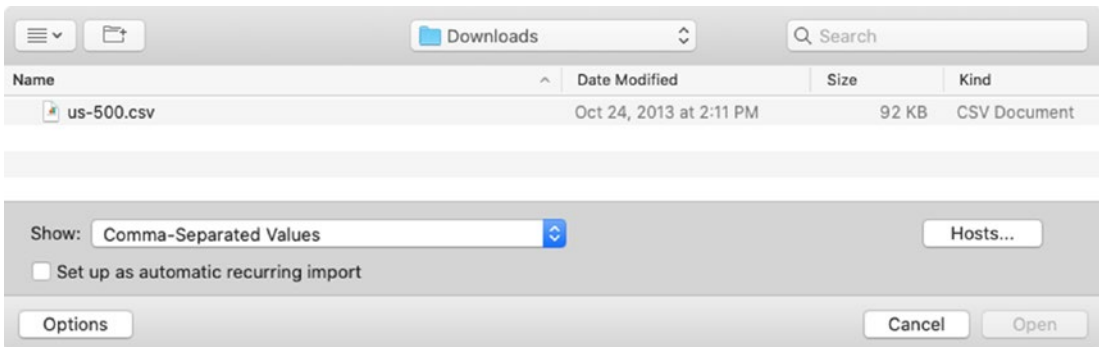 Downloads Search
Name Date Modified Size Kind
us-500.csv Oct 24, 2013 at 2:11 PM 92 KB CSV Document
Show: Comma-Separated Values Hosts...
Set up as automatic recurring import
Options Cancel Open